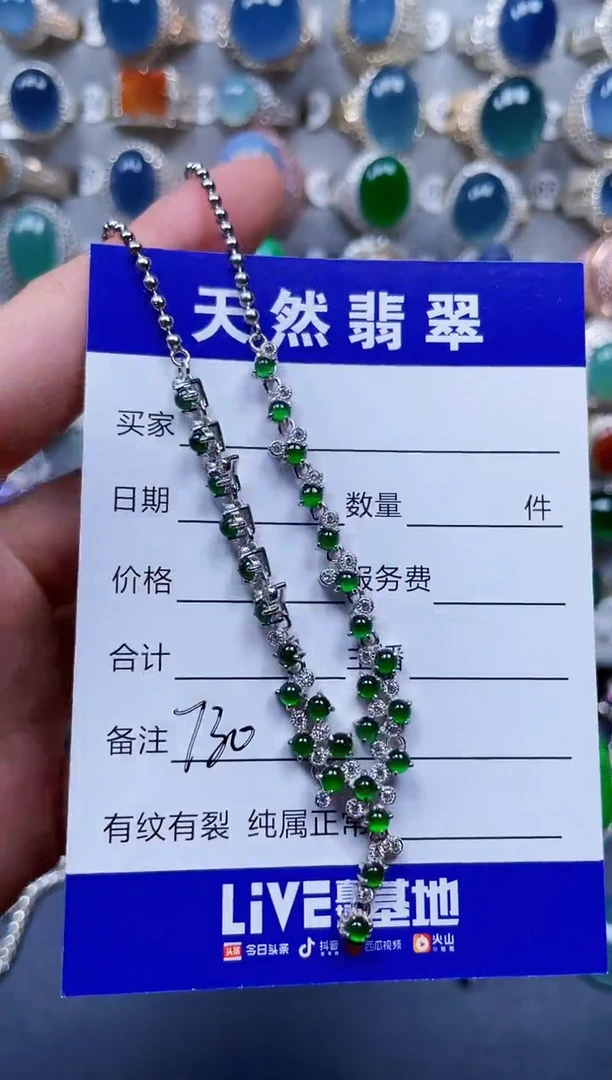 天然翡翠
买家
日期 数量 件
价格 服务费
合计 主播
备注 730
有纹有裂 纯属正常
LiVE 基地
头条 今日头条 抖音 西瓜视频 火山